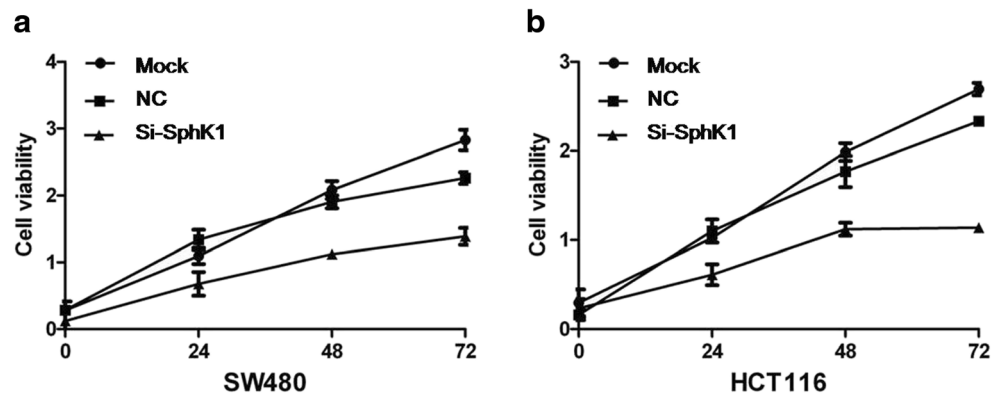 a
4
3
2
1
0
Cell viability
Mock
NC
Si-SphK1
0 24 48 72
SW480
b
3
2
1
0
Cell viability
Mock
NC
Si-SphK1
0 24 48 72
HCT116